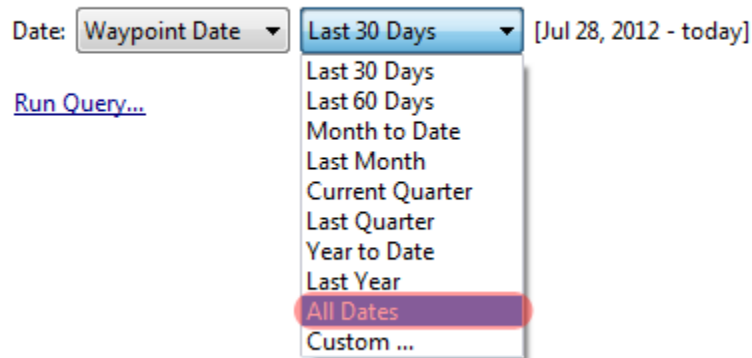 Date: Waypoint Date Last 30 Days [Jul 28, 2012 - today]
Last 30 Days
Run Query... Last 60 Days
Month to Date
Last Month
Current Quarter
Last Quarter
Year to Date
Last Year
All Dates
Custom ...